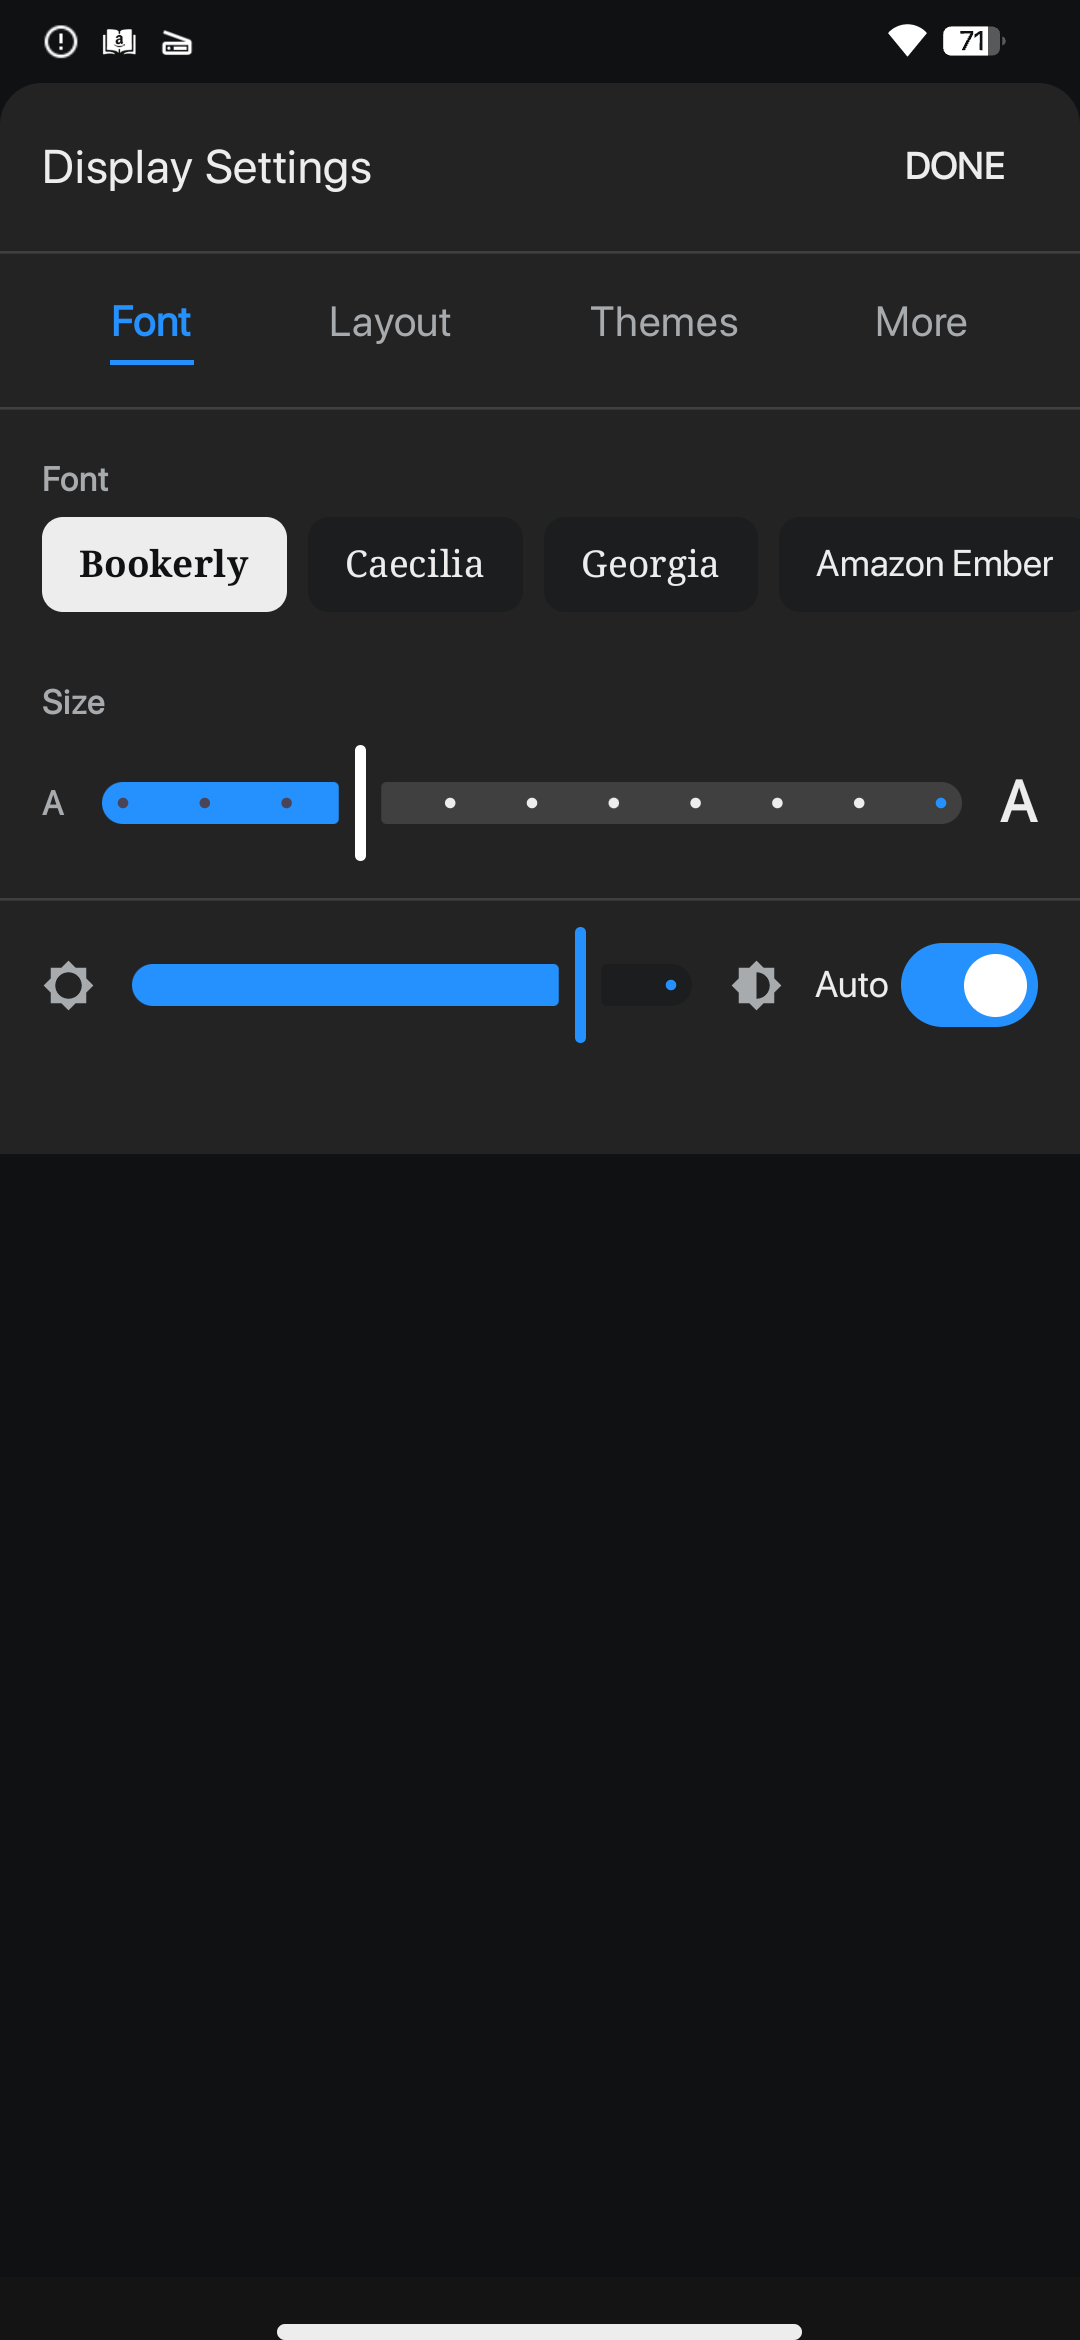 71
Display Settings
DONE
Font Layout Themes More
Font
Bookerly Caecilia Georgia Amazon Ember
Size
A A
Auto